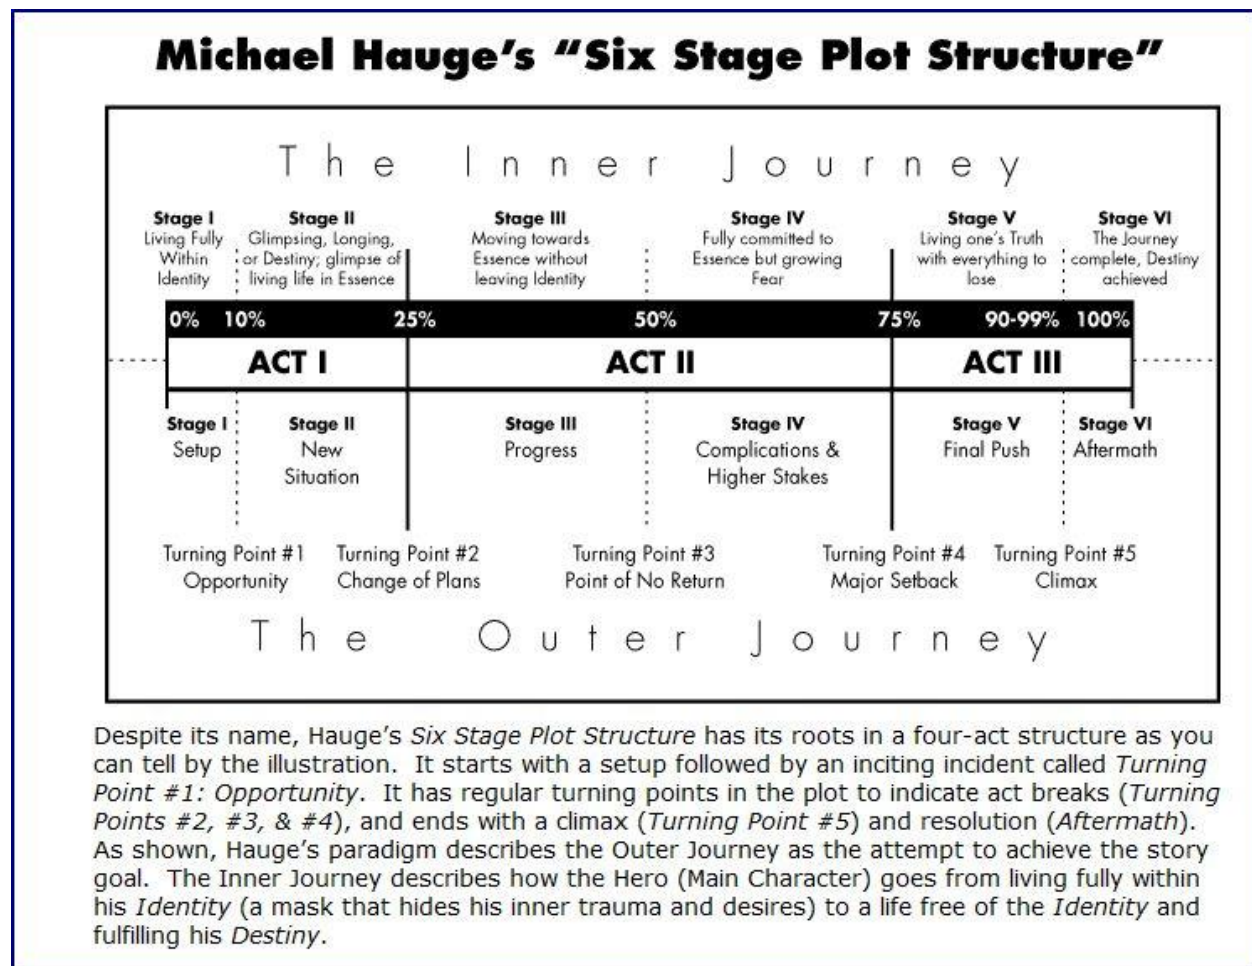 Michael Hauge's “Six Stage Plot Structure”
The Inner Journey
Stage I
Living Fully
Within
Identity
Stage II
Glimpsing, Longing,
or Destiny; glimpse of
living life in Essence
Stage III
Moving towards
Essence without
leaving Identity
Stage IV
Fully committed to
Essence but growing
Fear
Stage V
Living one's Truth
with everything to
lose
Stage VI
The Journey
complete, Destiny
achieved
0% 10% 25% 50% 75% 90-99% 100%
ACT I ACT II ACT III
Stage I
Setup
Stage II
New
Situation
Stage III
Progress
Stage IV
Complications &
Higher Stakes
Stage V
Final Push
Stage VI
Aftermath
Turning Point #1
Opportunity
Turning Point #2
Change of Plans
Turning Point #3
Point of No Return
Turning Point #4
Major Setback
Turning Point #5
Climax
The Outer Journey
Despite its name, Hauge's Six Stage Plot Structure has its roots in a four-act structure as you
can tell by the illustration. It starts with a setup followed by an inciting incident called Turning
Point #1: Opportunity. It has regular turning points in the plot to indicate act breaks (Turning
Points #2, #3, & #4), and ends with a climax (Turning Point #5) and resolution (Aftermath).
As shown, Hauge's paradigm describes the Outer Journey as the attempt to achieve the story
goal. The Inner Journey describes how the Hero (Main Character) goes from living fully within
his Identity (a mask that hides his inner trauma and desires) to a life free of the Identity and
fulfilling his Destiny.